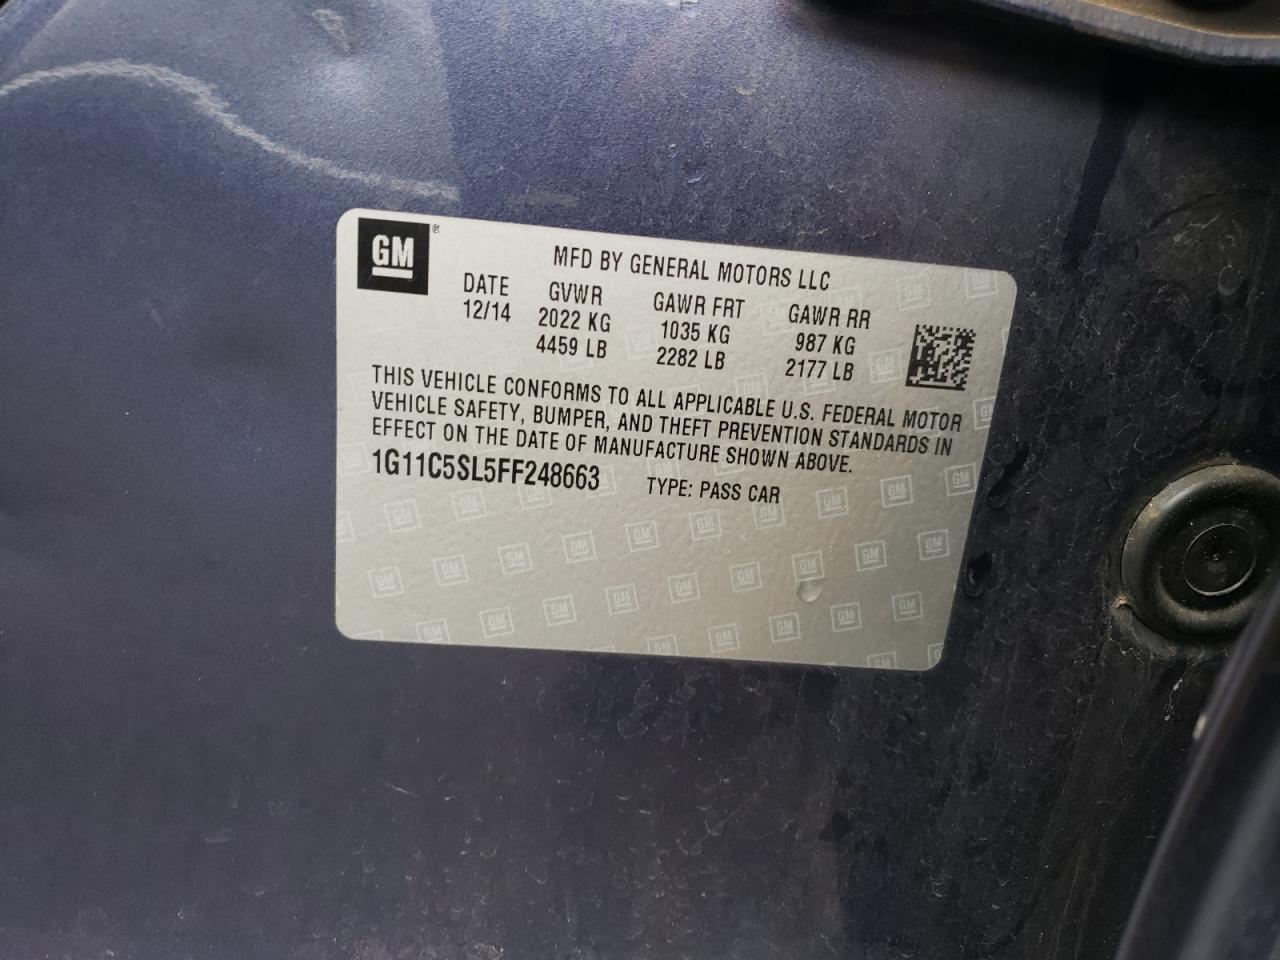 GM®
MFD BY GENERAL MOTORS LLC
DATE GVWR GAWR FRT GAWR RR
12/14 2022 KG 1035 KG 987 KG
4459 LB 2282 LB 2177 LB
THIS VEHICLE CONFORMS TO ALL APPLICABLE U.S. FEDERAL MOTOR
VEHICLE SAFETY, BUMPER, AND THEFT PREVENTION STANDARDS IN
EFFECT ON THE DATE OF MANUFACTURE SHOWN ABOVE.
1G11C5SL5FF248663 TYPE: PASS CAR